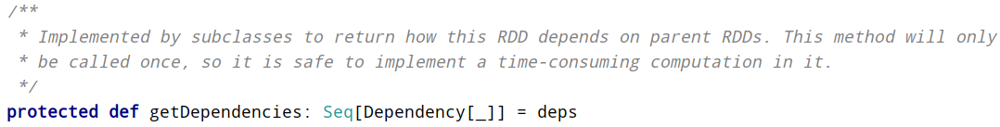 /**
 * Implemented by subclasses to return how this RDD depends on parent RDDs. This method will only
 * be called once, so it is safe to implement a time-consuming computation in it.
 */
protected def getDependencies: Seq[Dependency[_]] = deps